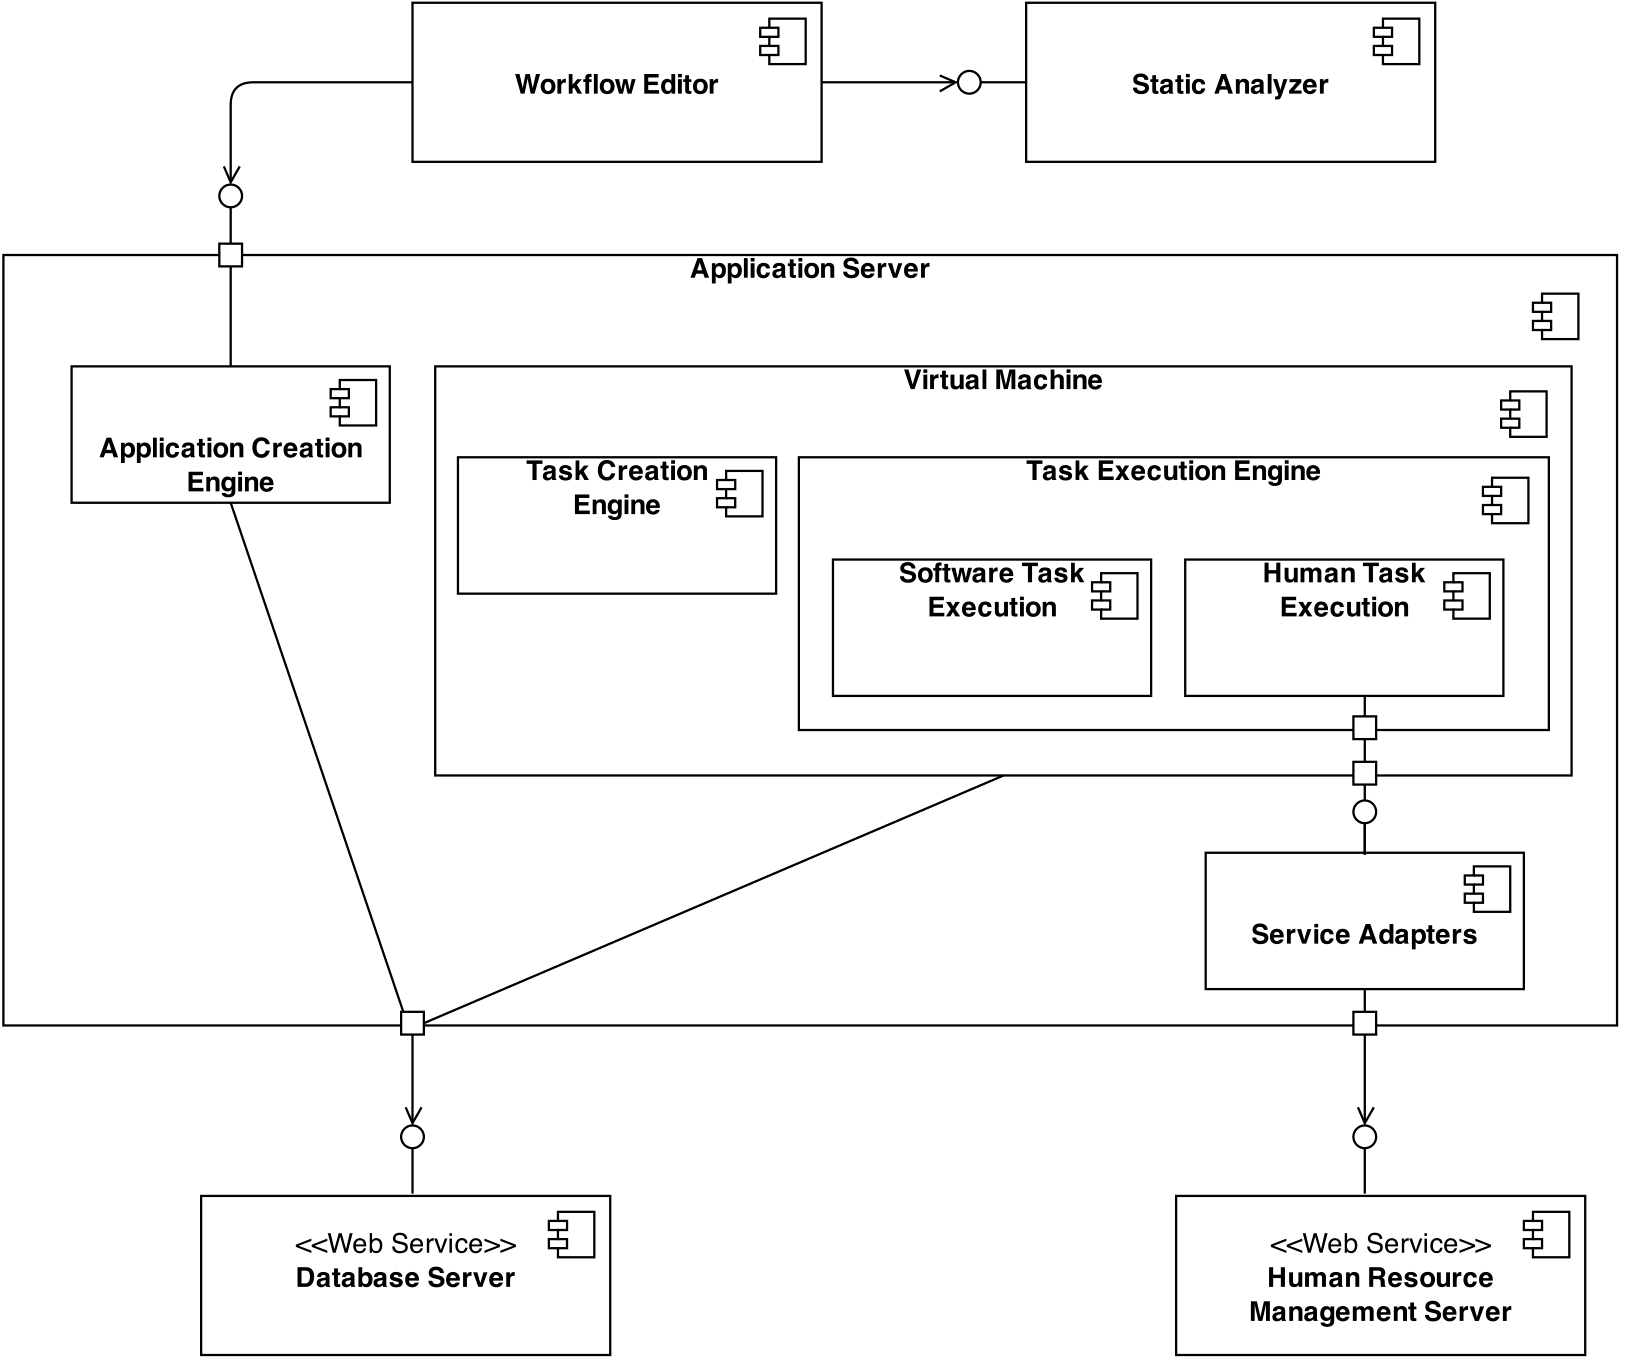 Workflow Editor
Static Analyzer
Application Server
Application Creation
Engine
Virtual Machine
Task Creation
Engine
Task Execution Engine
Software Task
Execution
Human Task
Execution
Service Adapters
<<Web Service>>
Database Server
<<Web Service>>
Human Resource
Management Server